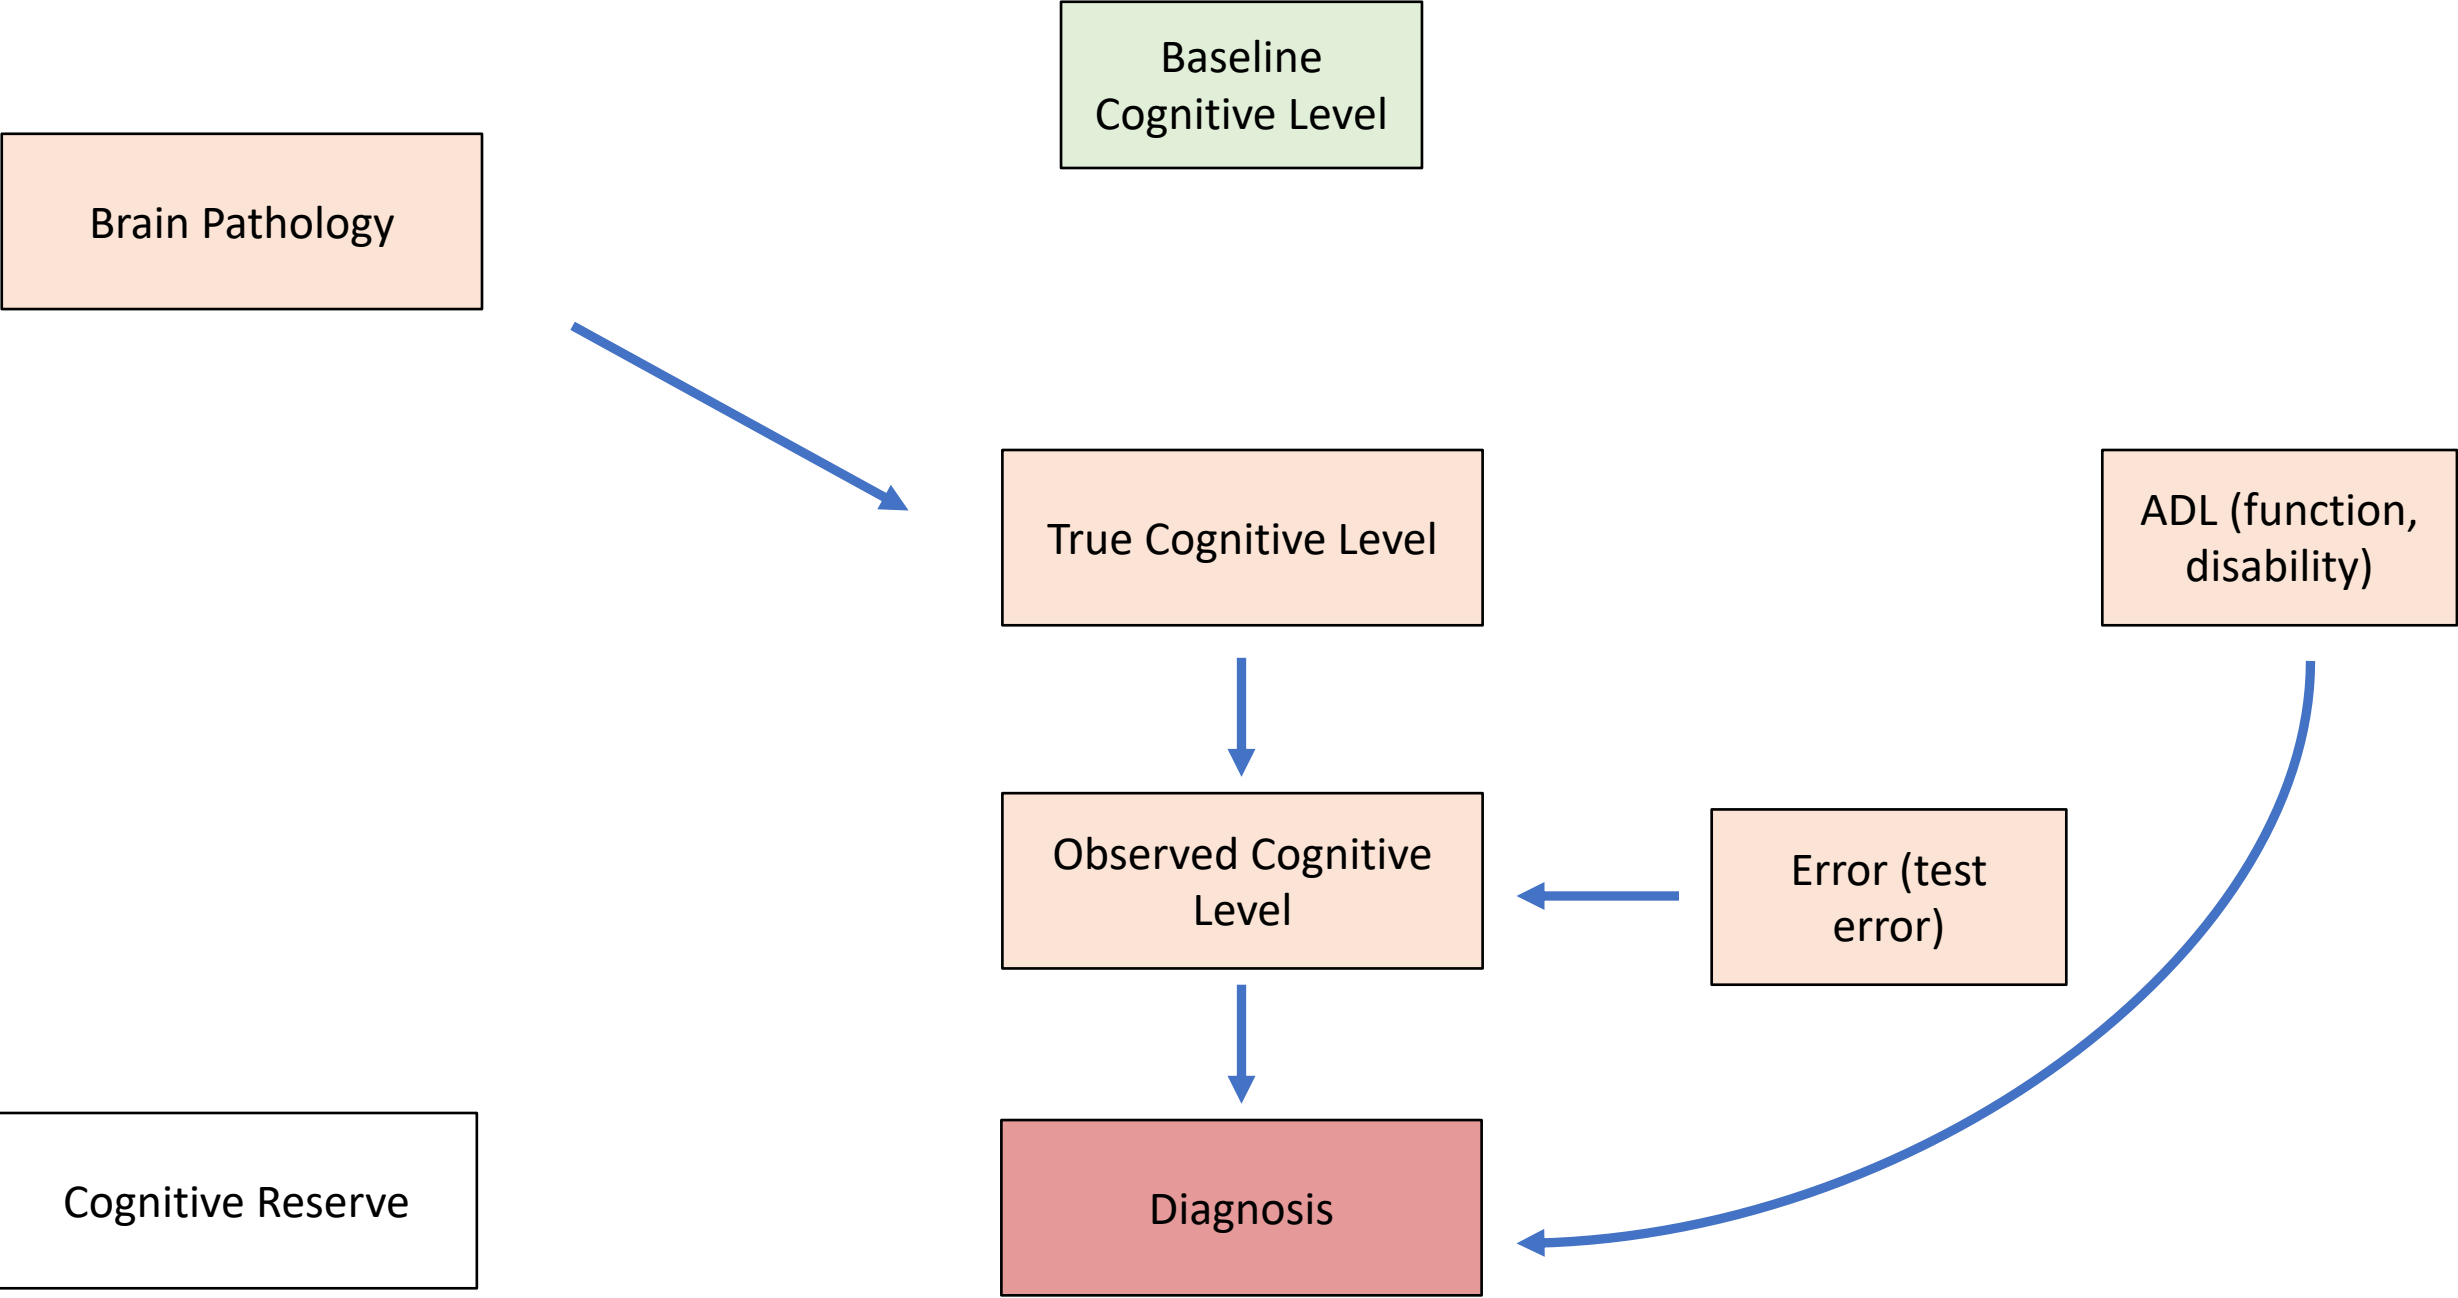 Baseline
Cognitive Level
Brain Pathology
True Cognitive Level
ADL (function,
disability)
Observed Cognitive
Level
Error (test
error)
Cognitive Reserve
Diagnosis